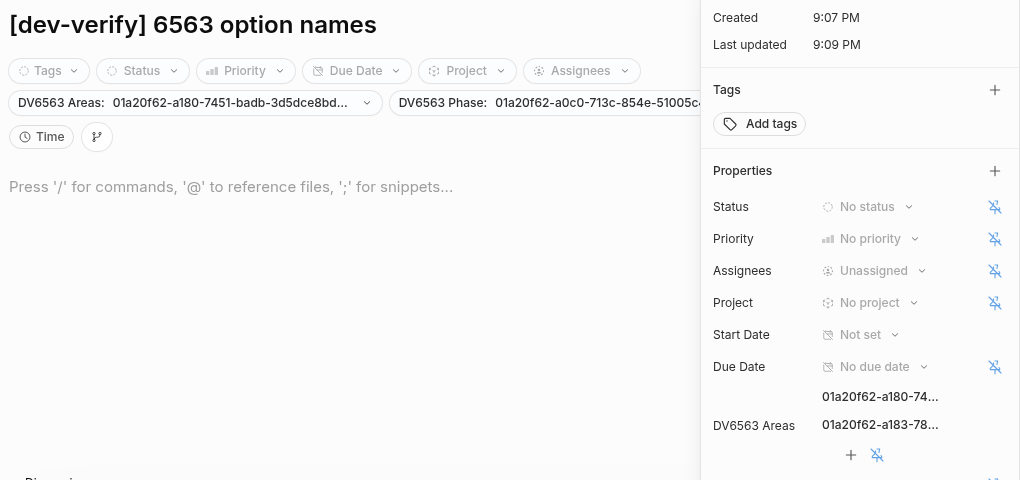 [dev-verify] 6563 option names
Tags
Status
Priority
Due Date
Project
Assignees
DV6563 Areas: 01a20f62-a180-7451-badb-3d5dce8bd...
DV6563 Phase: 01a20f62-a0c0-713c-854e-51005c
Time
Press '/' for commands, '@' to reference files, ';' for snippets...
Created 9:07 PM
Last updated 9:09 PM
Tags
Add tags
Properties
Status No status
Priority No priority
Assignees Unassigned
Project No project
Start Date Not set
Due Date No due date
01a20f62-a180-74...
DV6563 Areas 01a20f62-a183-78...